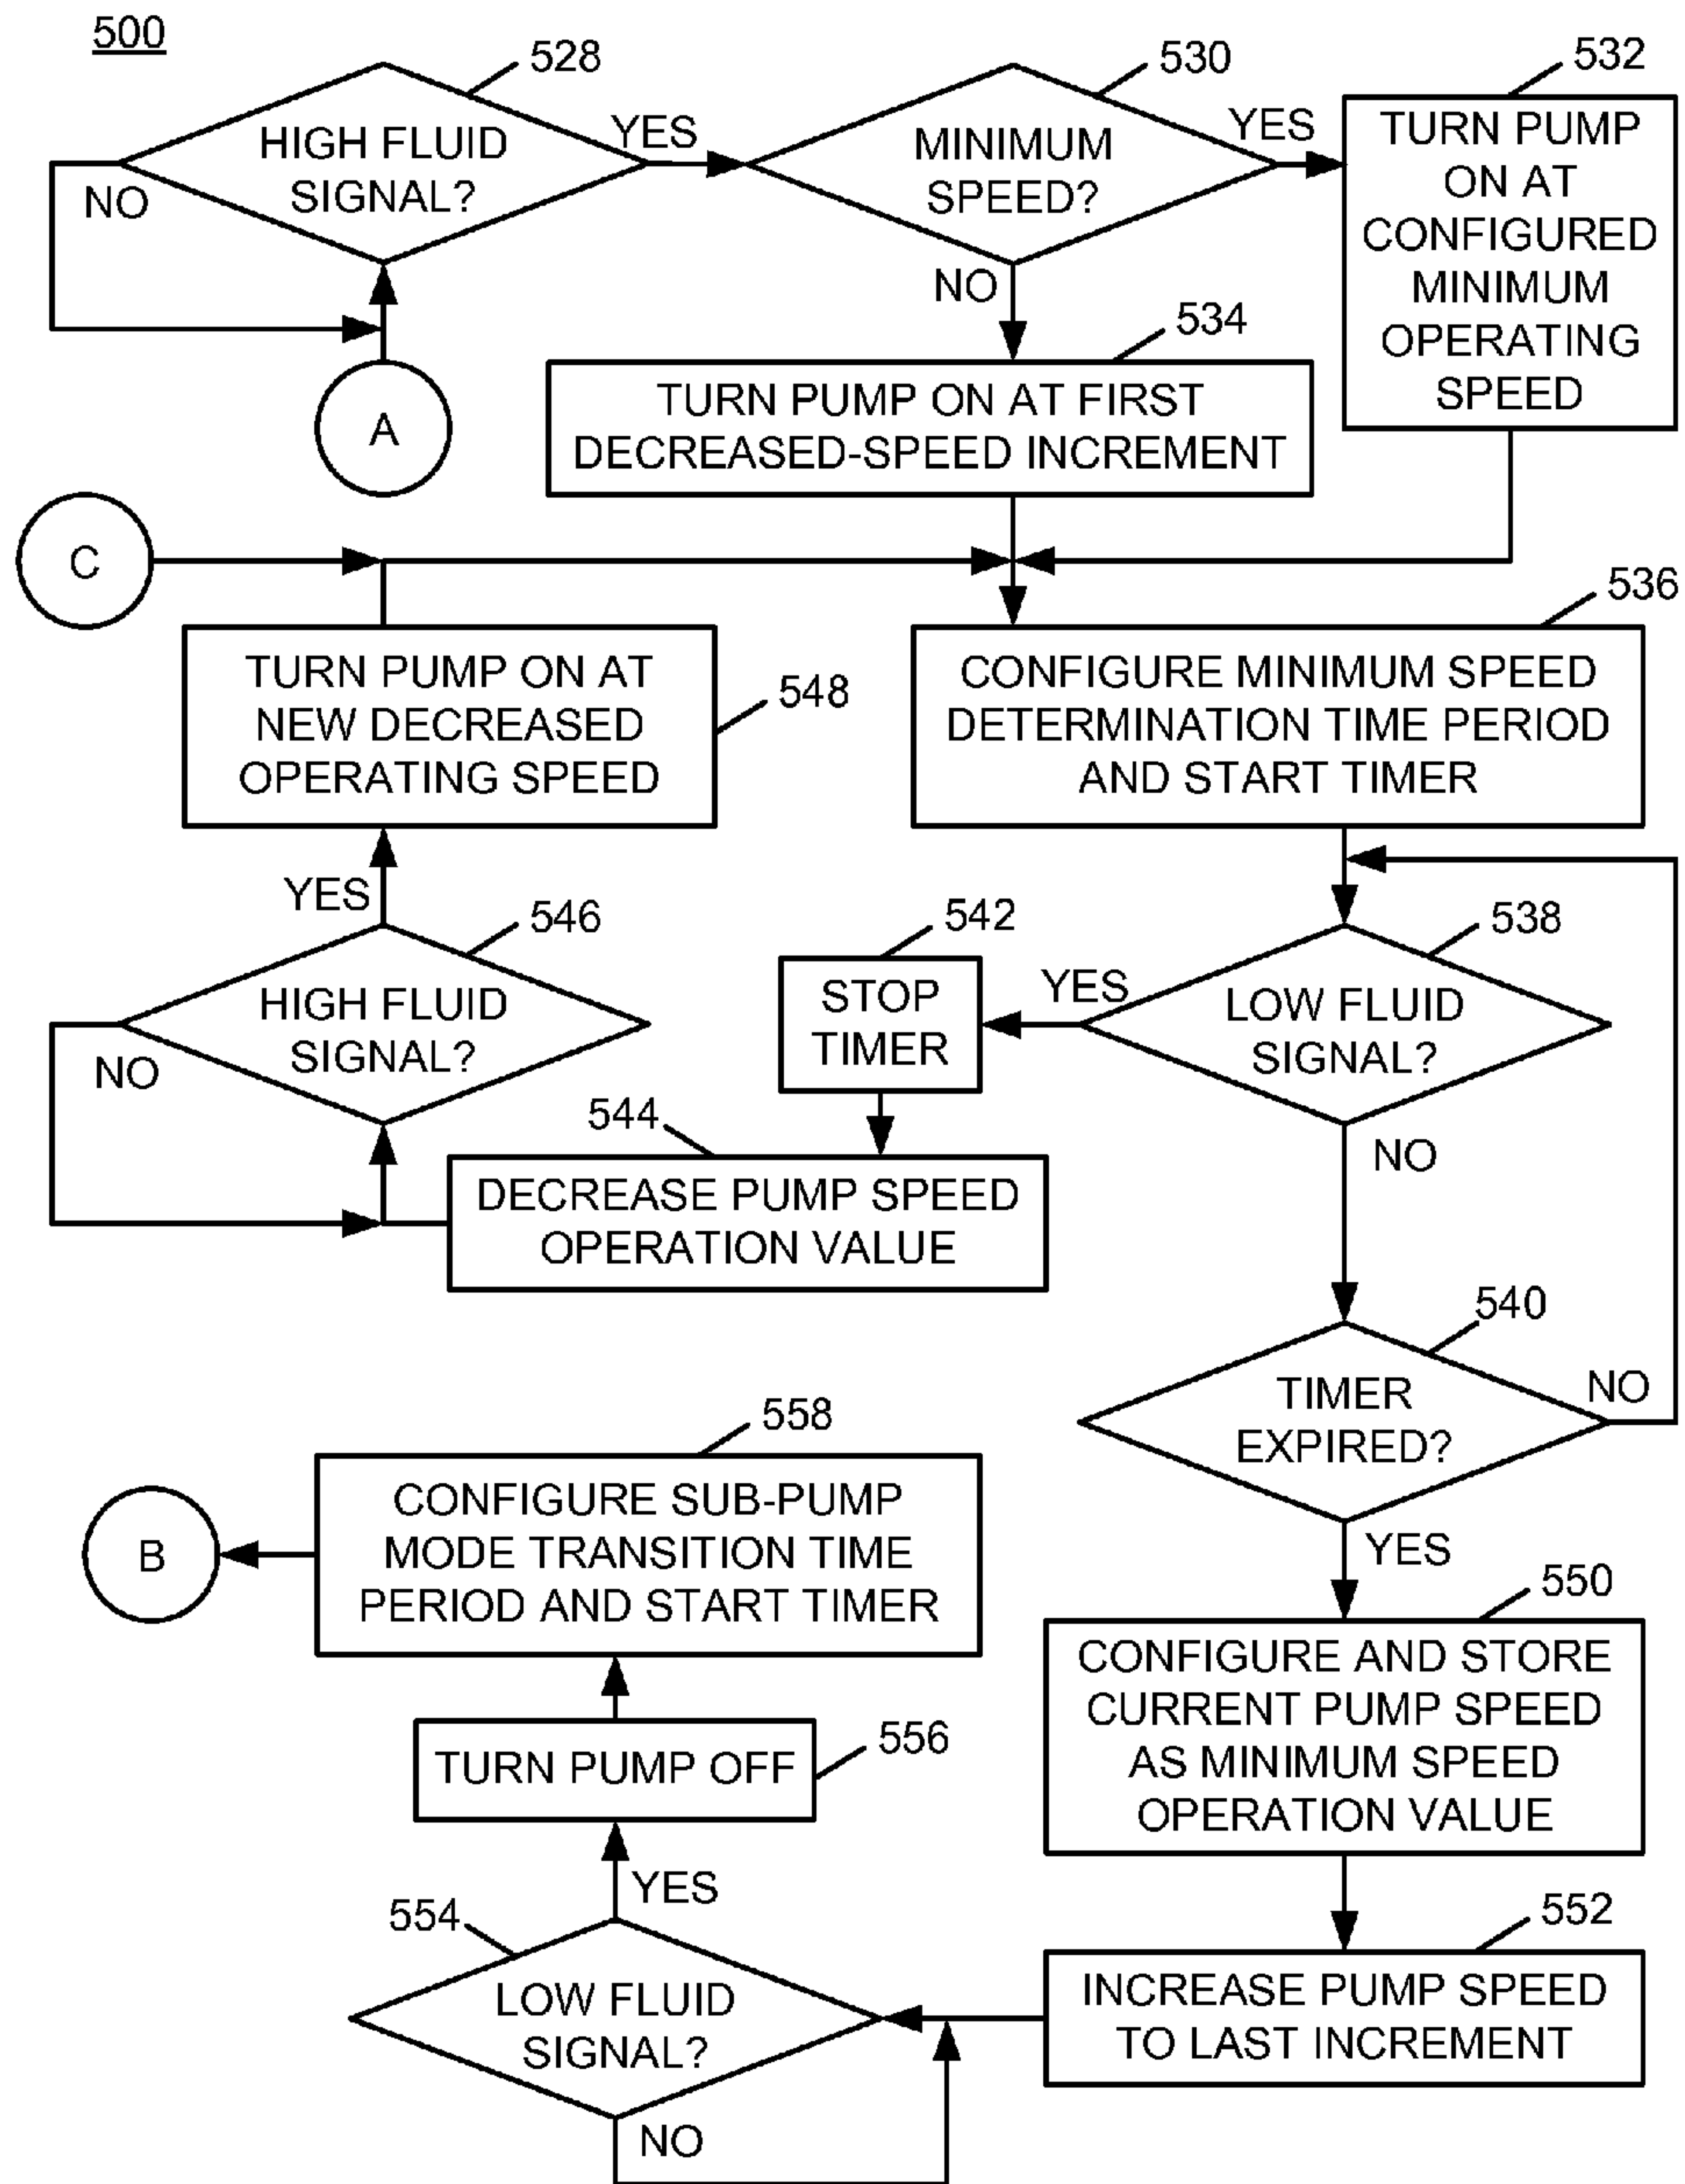 500
528
HIGH FLUID
SIGNAL?
YES
NO
530
MINIMUM
SPEED?
YES
NO
532
TURN PUMP
ON AT
CONFIGURED
MINIMUM
OPERATING
SPEED
A
534
TURN PUMP ON AT FIRST
DECREASED-SPEED INCREMENT
C
536
CONFIGURE MINIMUM SPEED
DETERMINATION TIME PERIOD
AND START TIMER
548
TURN PUMP ON AT
NEW DECREASED
OPERATING SPEED
YES
546
HIGH FLUID
SIGNAL?
NO
542
STOP
TIMER
YES
538
LOW FLUID
SIGNAL?
NO
544
DECREASE PUMP SPEED
OPERATION VALUE
540
TIMER
EXPIRED?
NO
YES
558
CONFIGURE SUB-PUMP
MODE TRANSITION TIME
PERIOD AND START TIMER
B
550
CONFIGURE AND STORE
CURRENT PUMP SPEED
AS MINIMUM SPEED
OPERATION VALUE
556
TURN PUMP OFF
YES
554
LOW FLUID
SIGNAL?
NO
552
INCREASE PUMP SPEED
TO LAST INCREMENT